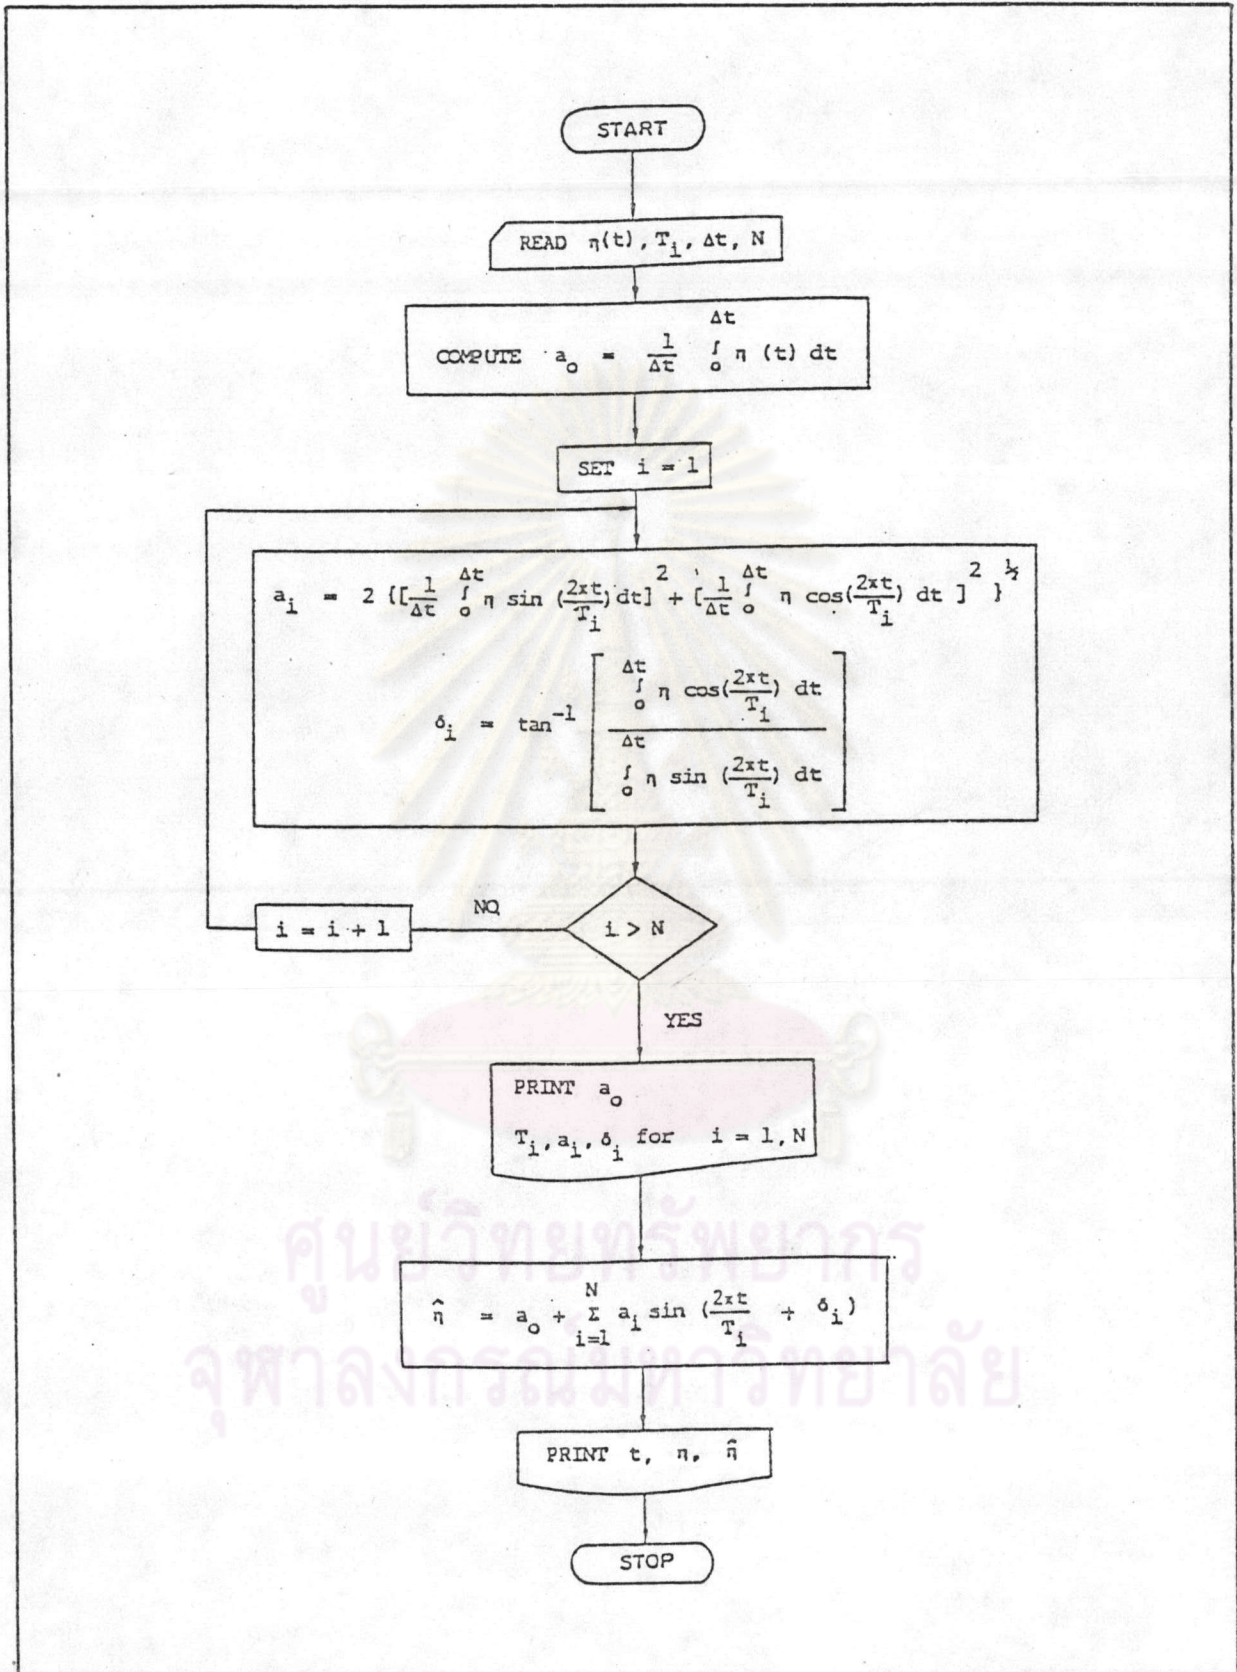 START
READ η(t), T_i, Δt, N
COMPUTE a_o = 1/Δt ∫_o^Δt η (t) dt
SET i = 1
a_i = 2 {[1/Δt ∫_o^Δt η sin (2πt/T_i) dt]^2 + [1/Δt ∫_o^Δt η cos(2πt/T_i) dt ]^2 }^½
δ_i = tan^-1 [ ∫_o^Δt η cos(2πt/T_i) dt / ∫_o^Δt η sin (2πt/T_i) dt ]
i > N
NO
i = i + 1
YES
PRINT a_o
T_i, a_i, δ_i for i = 1, N
η̂ = a_o + Σ_{i=1}^N a_i sin (2πt/T_i + δ_i)
PRINT t, η, η̂
STOP
ศูนย์วิทยทรัพยากร
จุฬาลงกรณ์มหาวิทยาลัย